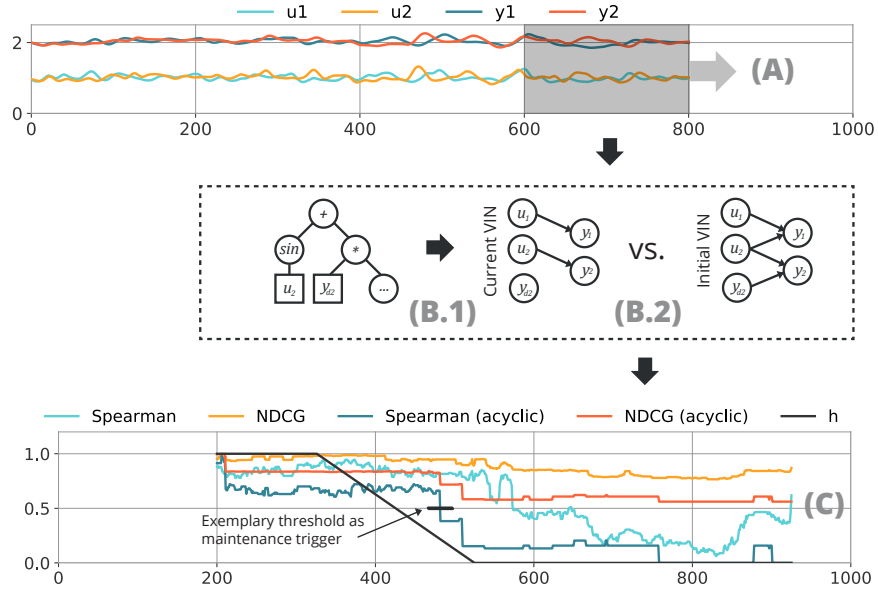 u1 u2 y1 y2
2
0
0 200 400 600 800 1000
(A)
+
sin
*
u2
yd2
...
(B.1)
Current VIN
u1
u2
yd2
y1
y2
vs.
(B.2)
Initial VIN
u1
u2
yd2
y1
y2
Spearman NDCG Spearman (acyclic) NDCG (acyclic) h
1.0
0.5
0.0
Exemplary threshold as
maintenance trigger
(C)
0 200 400 600 800 1000